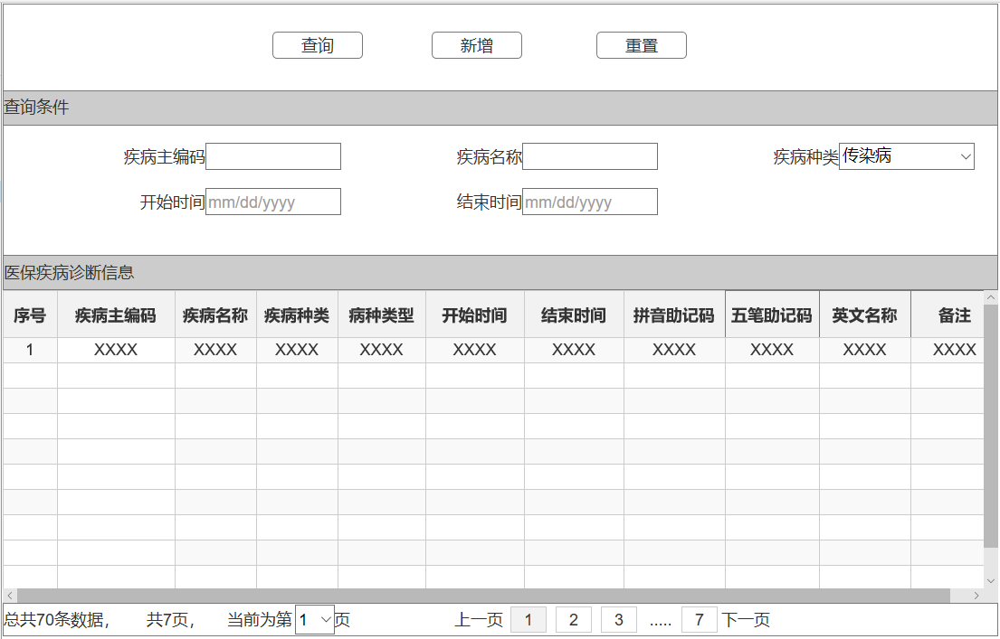 查询 新增 重置
查询条件
疾病主编码 疾病名称 疾病种类 传染病
开始时间 mm/dd/yyyy 结束时间 mm/dd/yyyy
医保疾病诊断信息
序号 疾病主编码 疾病名称 疾病种类 病种类型 开始时间 结束时间 拼音助记码 五笔助记码 英文名称 备注
1 XXXX XXXX XXXX XXXX XXXX XXXX XXXX XXXX XXXX XXXX
总共70条数据， 共7页， 当前为第 1 页 上一页 1 2 3 ..... 7 下一页